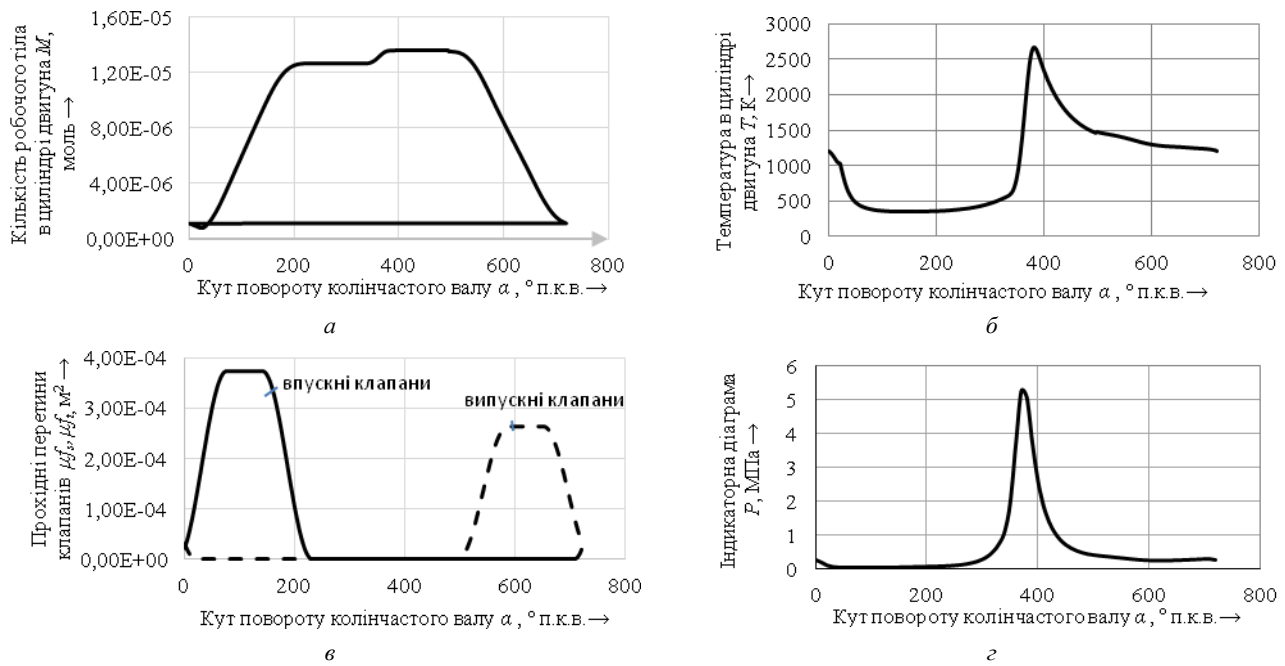 Кількість робочого тіла
в циліндрі двигуна M,
моль →
1,60E-05
1,20E-05
8,00E-06
4,00E-06
0,00E+00
0 200 400 600 800
Кут повороту колінчастого валу α , ° п.к.в.→
а
Температура в циліндрі
двигуна T, К→
3000
2500
2000
1500
1000
500
0
0 200 400 600 800
Кут повороту колінчастого валу α , ° п.к.в.→
б
Прохідні перетини
клапанів μfs, μft, м² →
4,00E-04
3,00E-04
2,00E-04
1,00E-04
0,00E+00
впускні клапани
випускні клапани
0 200 400 600 800
Кут повороту колінчастого валу α , ° п.к.в.→
в
Індикаторна діаграма
P, МПа →
6
5
4
3
2
1
0
0 200 400 600 800
Кут повороту колінчастого валу α , ° п.к.в.→
г